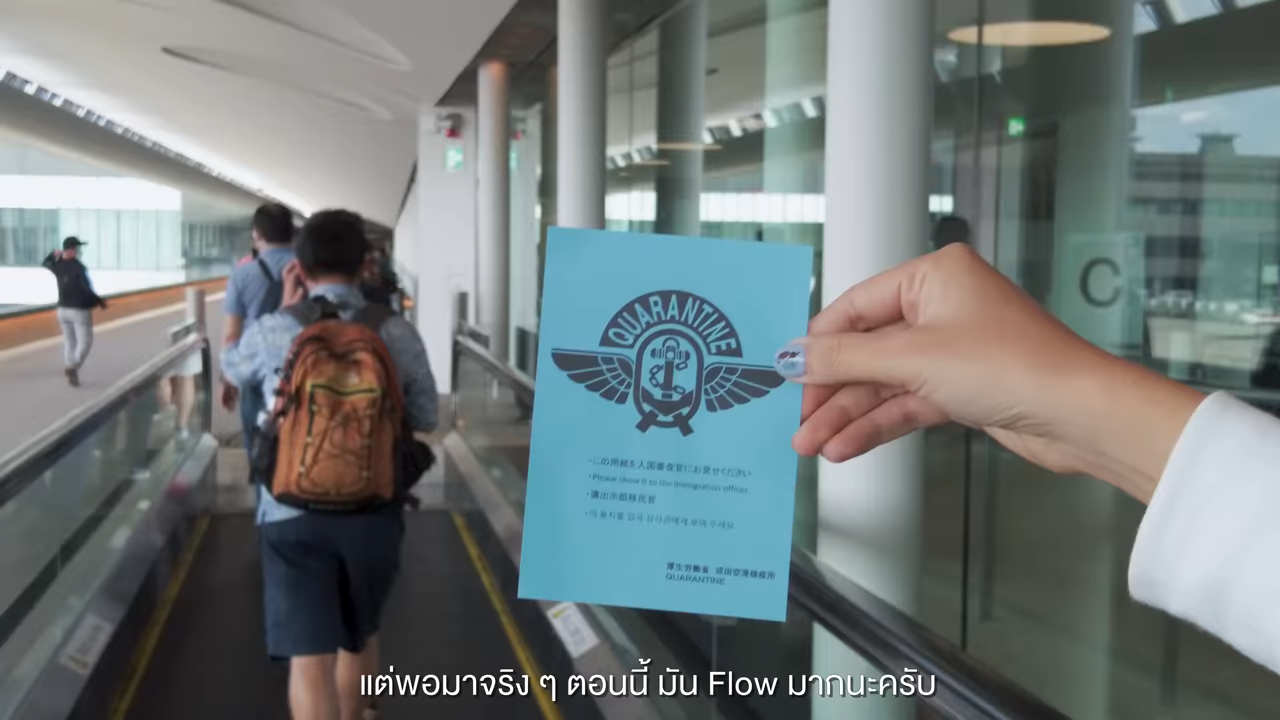 C
QUARANTINE
・この用紙を入国審査官にお見せください
・Please show it to the immigration officer.
・請出示給移民官
・이 용지를 입국 심사관에게 보여 주세요
厚生労働省 成田空港検疫所
QUARANTINE
แต่พอมาจริง ๆ ตอนนี้ มัน Flow มากนะครับ